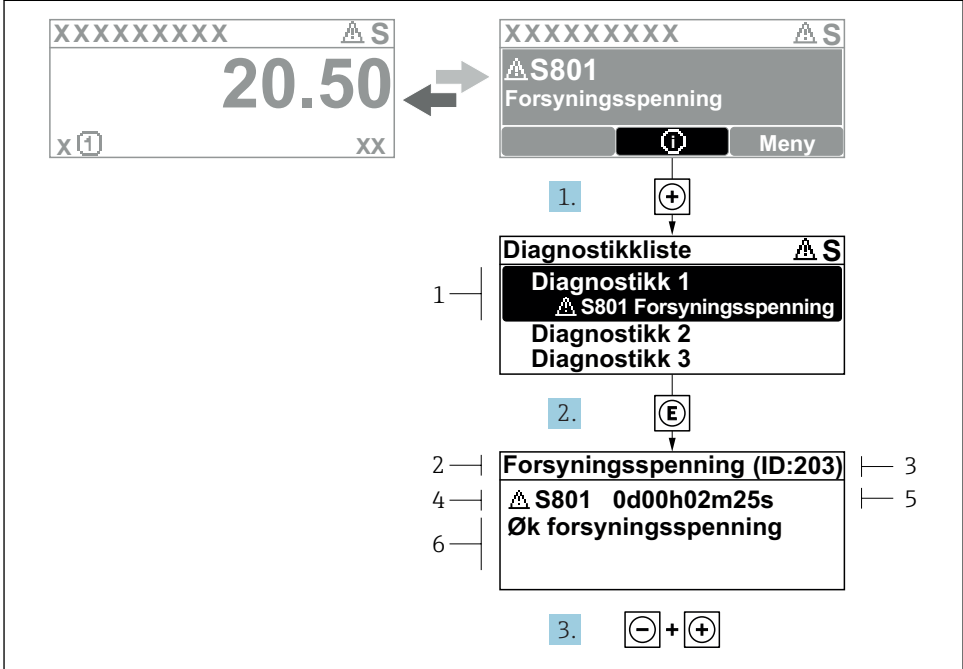 XXXXXXXXX ⚠ S
20.50
X 1 XX
XXXXXXXXX ⚠ S
⚠ S801
Forsyningsspenning
i Meny
1. +
Diagnostikkliste ⚠ S
1 Diagnostikk 1
⚠ S801 Forsyningsspenning
Diagnostikk 2
Diagnostikk 3
2. E
2 Forsyningsspenning (ID:203) 3
4 ⚠ S801 0d00h02m25s 5
6 Øk forsyningsspenning
3. - + +